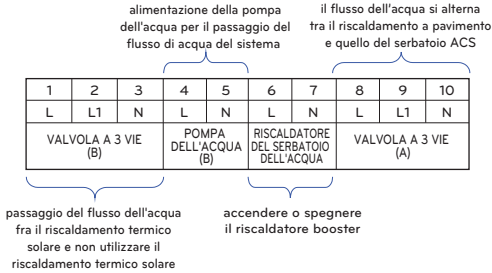 alimentazione della pompa
dell'acqua per il passaggio del
flusso di acqua del sistema
il flusso dell'acqua si alterna
tra il riscaldamento a pavimento
e quello del serbatoio ACS
1 2 3 4 5 6 7 8 9 10
L L1 N L N L N L L1 N
VALVOLA A 3 VIE
(B)
POMPA
DELL'ACQUA
(B)
RISCALDATORE
DEL SERBATOIO
DELL'ACQUA
VALVOLA A 3 VIE
(A)
passaggio del flusso dell'acqua
fra il riscaldamento termico
solare e non utilizzare il
riscaldamento termico solare
accendere o spegnere
il riscaldatore booster